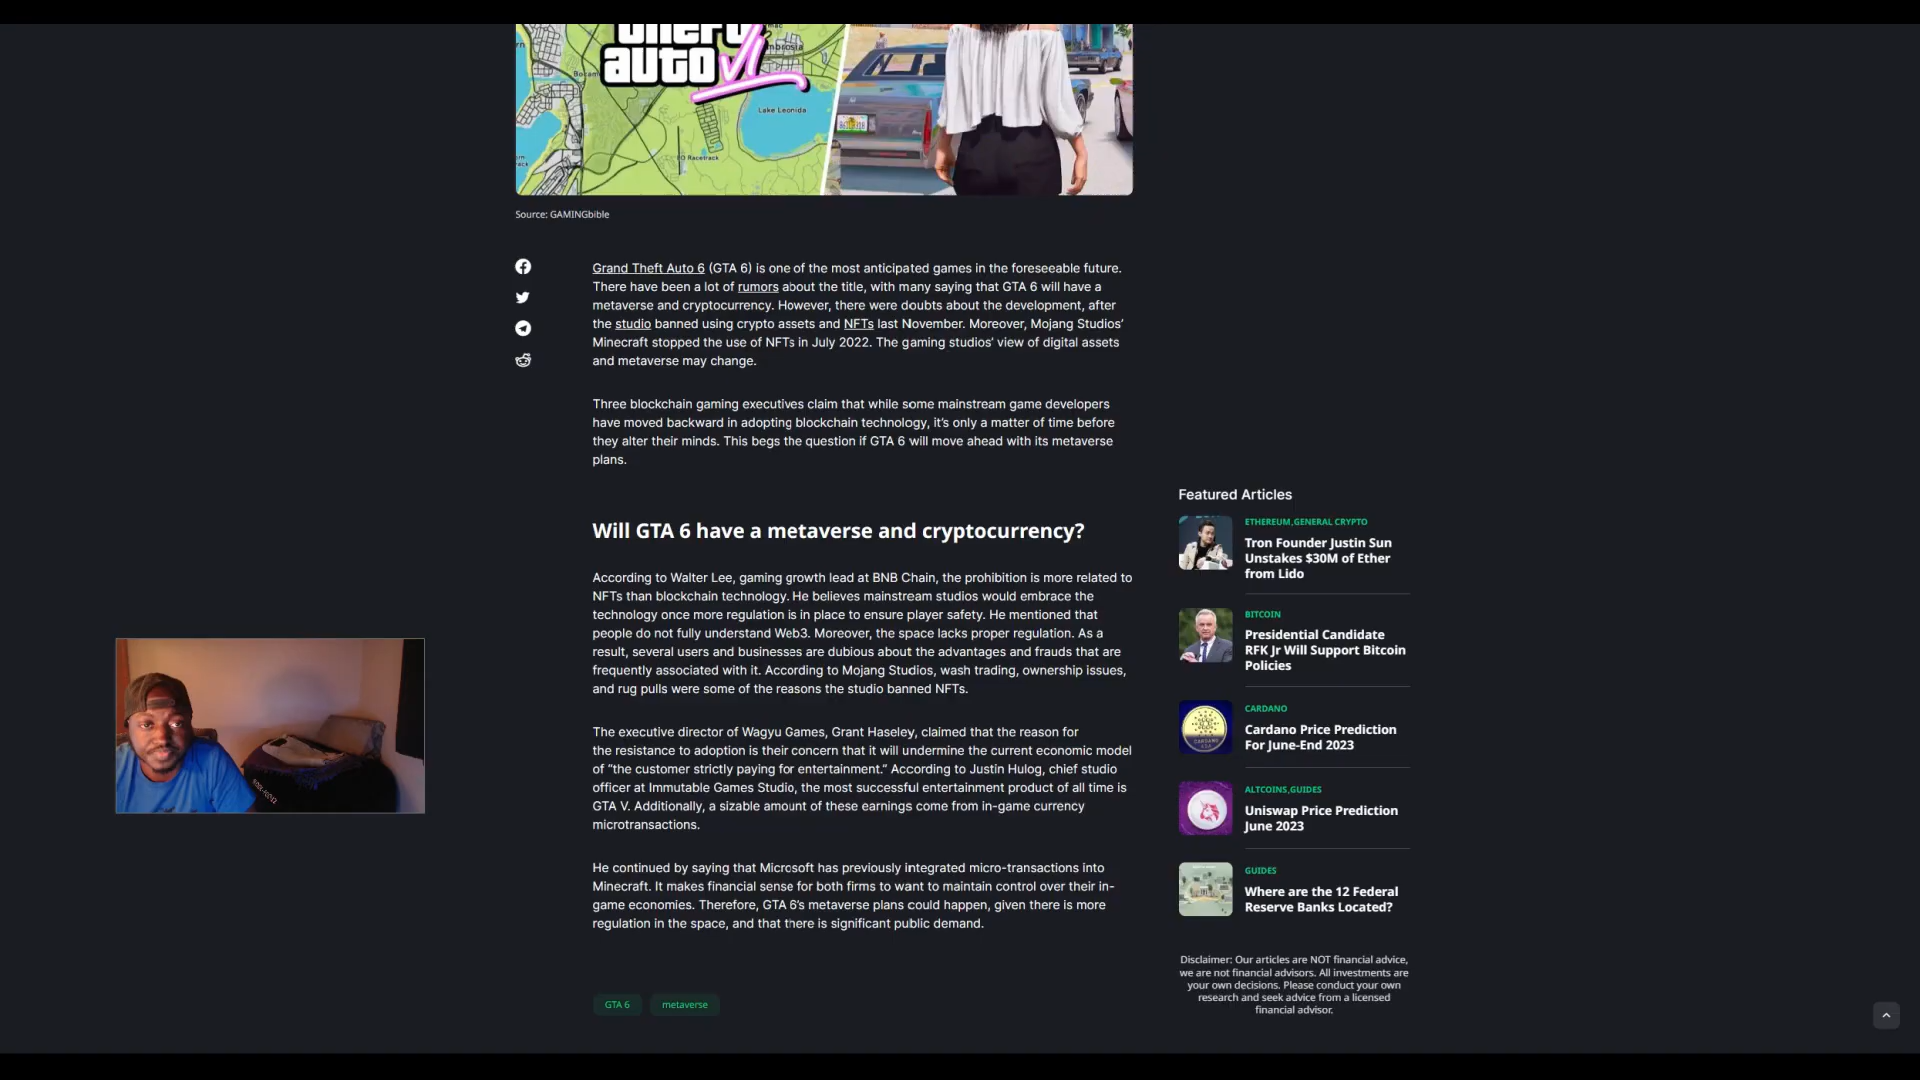 theft
auto VI
Ambrosia
Lake Leonida
Racetrack
Source: GAMINGbible
Grand Theft Auto 6 (GTA 6) is one of the most anticipated games in the foreseeable future.
There have been a lot of rumors about the title, with many saying that GTA 6 will have a
metaverse and cryptocurrency. However, there were doubts about the development, after
the studio banned using crypto assets and NFTs last November. Moreover, Mojang Studios’
Minecraft stopped the use of NFTs in July 2022. The gaming studios’ view of digital assets
and metaverse may change.
Three blockchain gaming executives claim that while some mainstream game developers
have moved backward in adopting blockchain technology, it’s only a matter of time before
they alter their minds. This begs the question if GTA 6 will move ahead with its metaverse
plans.
Will GTA 6 have a metaverse and cryptocurrency?
According to Walter Lee, gaming growth lead at BNB Chain, the prohibition is more related to
NFTs than blockchain technology. He believes mainstream studios would embrace the
technology once more regulation is in place to ensure player safety. He mentioned that
people do not fully understand Web3. Moreover, the space lacks proper regulation. As a
result, several users and businesses are dubious about the advantages and frauds that are
frequently associated with it. According to Mojang Studios, wash trading, ownership issues,
and rug pulls were some of the reasons the studio banned NFTs.
The executive director of Wagyu Games, Grant Haseley, claimed that the reason for
the resistance to adoption is their concern that it will undermine the current economic model
of “the customer strictly paying for entertainment.” According to Justin Hulog, chief studio
officer at Immutable Games Studio, the most successful entertainment product of all time is
GTA V. Additionally, a sizable amount of these earnings come from in-game currency
microtransactions.
He continued by saying that Microsoft has previously integrated micro-transactions into
Minecraft. It makes financial sense for both firms to want to maintain control over their in-
game economies. Therefore, GTA 6’s metaverse plans could happen, given there is more
regulation in the space, and that there is significant public demand.
GTA 6
metaverse
Featured Articles
ETHEREUM,GENERAL CRYPTO
Tron Founder Justin Sun
Unstakes $30M of Ether
from Lido
BITCOIN
Presidential Candidate
RFK Jr Will Support Bitcoin
Policies
CARDANO
Cardano Price Prediction
For June-End 2023
ALTCOINS,GUIDES
Uniswap Price Prediction
June 2023
GUIDES
Where are the 12 Federal
Reserve Banks Located?
Disclaimer: Our articles are NOT financial advice,
we are not financial advisors. All investments are
your own decisions. Please conduct your own
research and seek advice from a licensed
financial advisor.